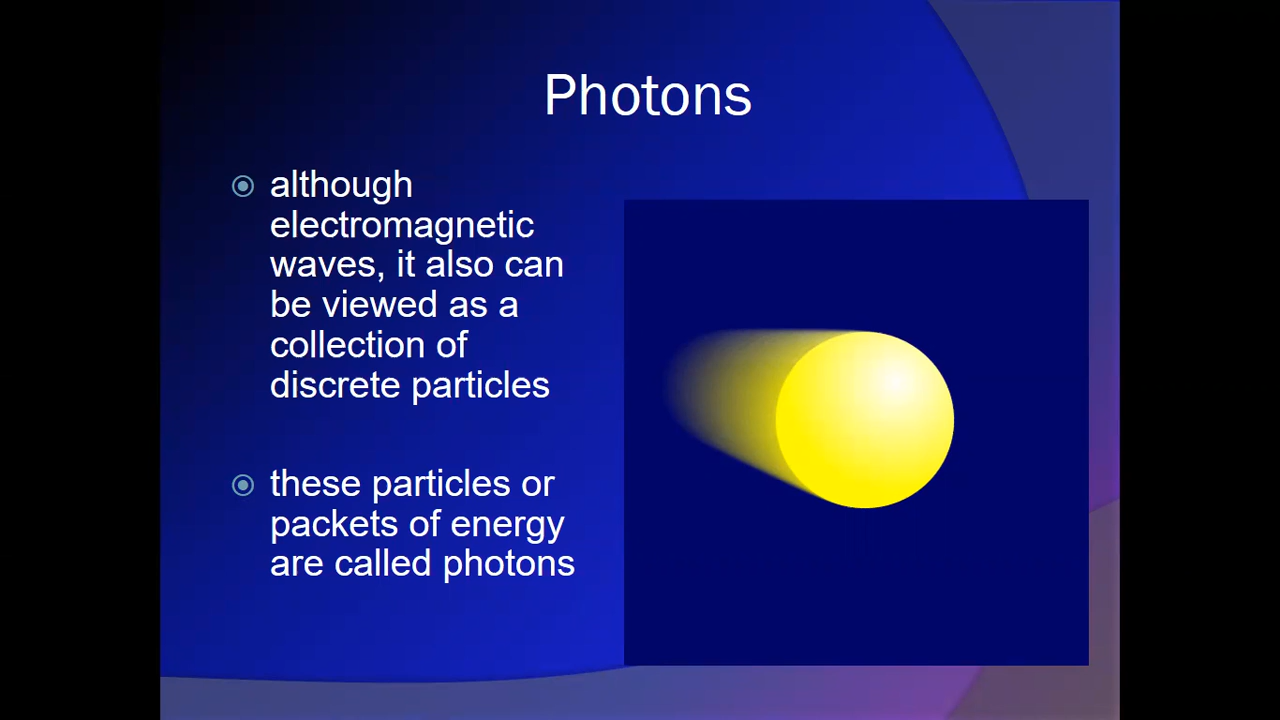 Photons
although
electromagnetic
waves, it also can
be viewed as a
collection of
discrete particles
these particles or
packets of energy
are called photons